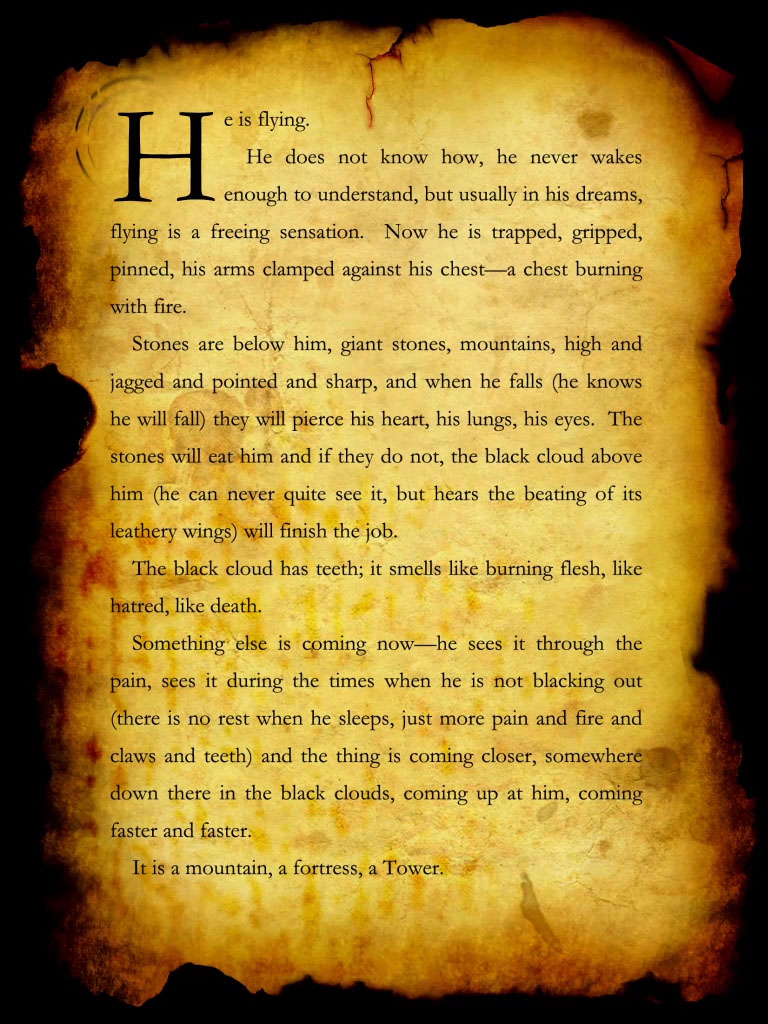 He is flying.
He does not know how, he never wakes
enough to understand, but usually in his dreams,
flying is a freeing sensation.  Now he is trapped, gripped,
pinned, his arms clamped against his chest—a chest burning
with fire.
Stones are below him, giant stones, mountains, high and
jagged and pointed and sharp, and when he falls (he knows
he will fall) they will pierce his heart, his lungs, his eyes.  The
stones will eat him and if they do not, the black cloud above
him (he can never quite see it, but hears the beating of its
leathery wings) will finish the job.
The black cloud has teeth; it smells like burning flesh, like
hatred, like death.
Something else is coming now—he sees it through the
pain, sees it during the times when he is not blacking out
(there is no rest when he sleeps, just more pain and fire and
claws and teeth) and the thing is coming closer, somewhere
down there in the black clouds, coming up at him, coming
faster and faster.
It is a mountain, a fortress, a Tower.